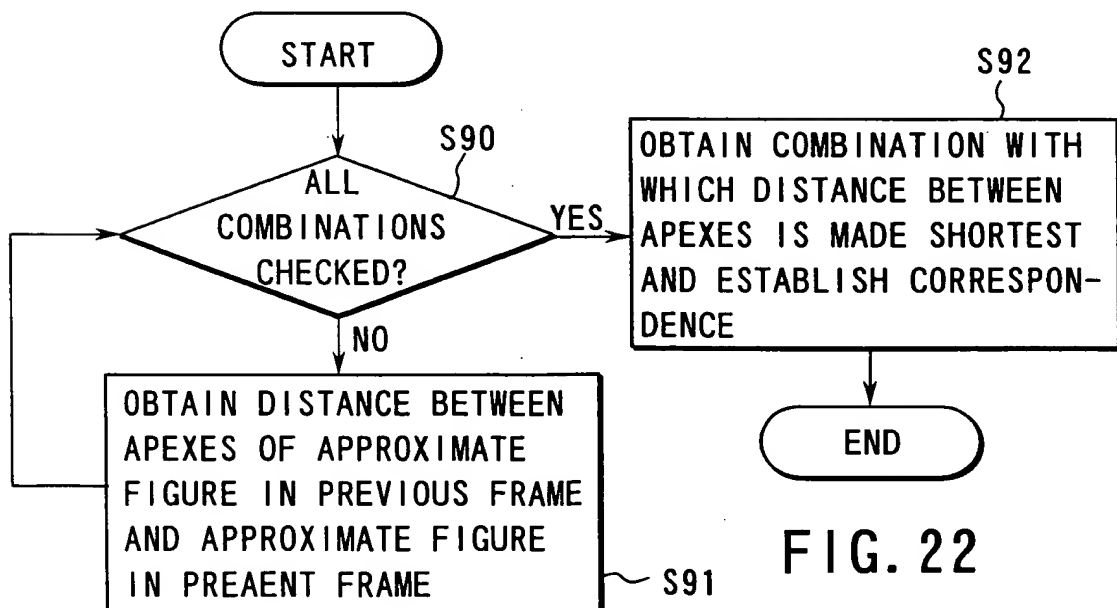 START
S90
ALL
COMBINATIONS
CHECKED?
YES
NO
OBTAIN DISTANCE BETWEEN
APEXES OF APPROXIMATE
FIGURE IN PREVIOUS FRAME
AND APPROXIMATE FIGURE
IN PREAENT FRAME
S91
S92
OBTAIN COMBINATION WITH
WHICH DISTANCE BETWEEN
APEXES IS MADE SHORTEST
AND ESTABLISH CORRESPON-
DENCE
END
FIG. 22